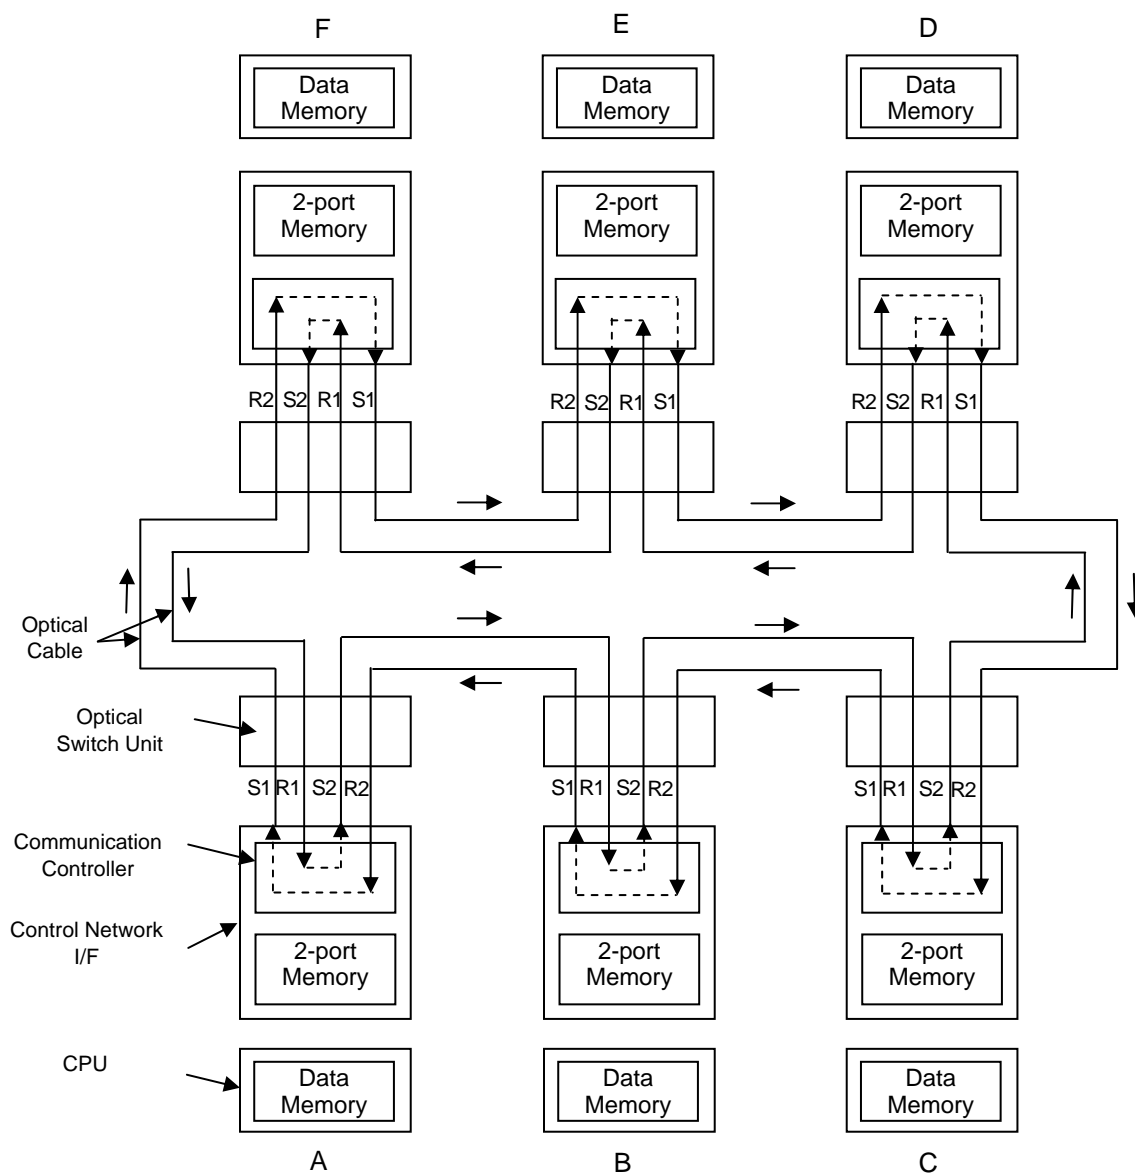 F
E
D
Data
Memory
Data
Memory
Data
Memory
2-port
Memory
2-port
Memory
2-port
Memory
R2 S2 R1 S1
R2 S2 R1 S1
R2 S2 R1 S1
Optical
Cable
Optical
Switch Unit
S1 R1 S2 R2
S1 R1 S2 R2
S1 R1 S2 R2
Communication
Controller
Control Network
I/F
2-port
Memory
2-port
Memory
2-port
Memory
CPU
Data
Memory
Data
Memory
Data
Memory
A
B
C